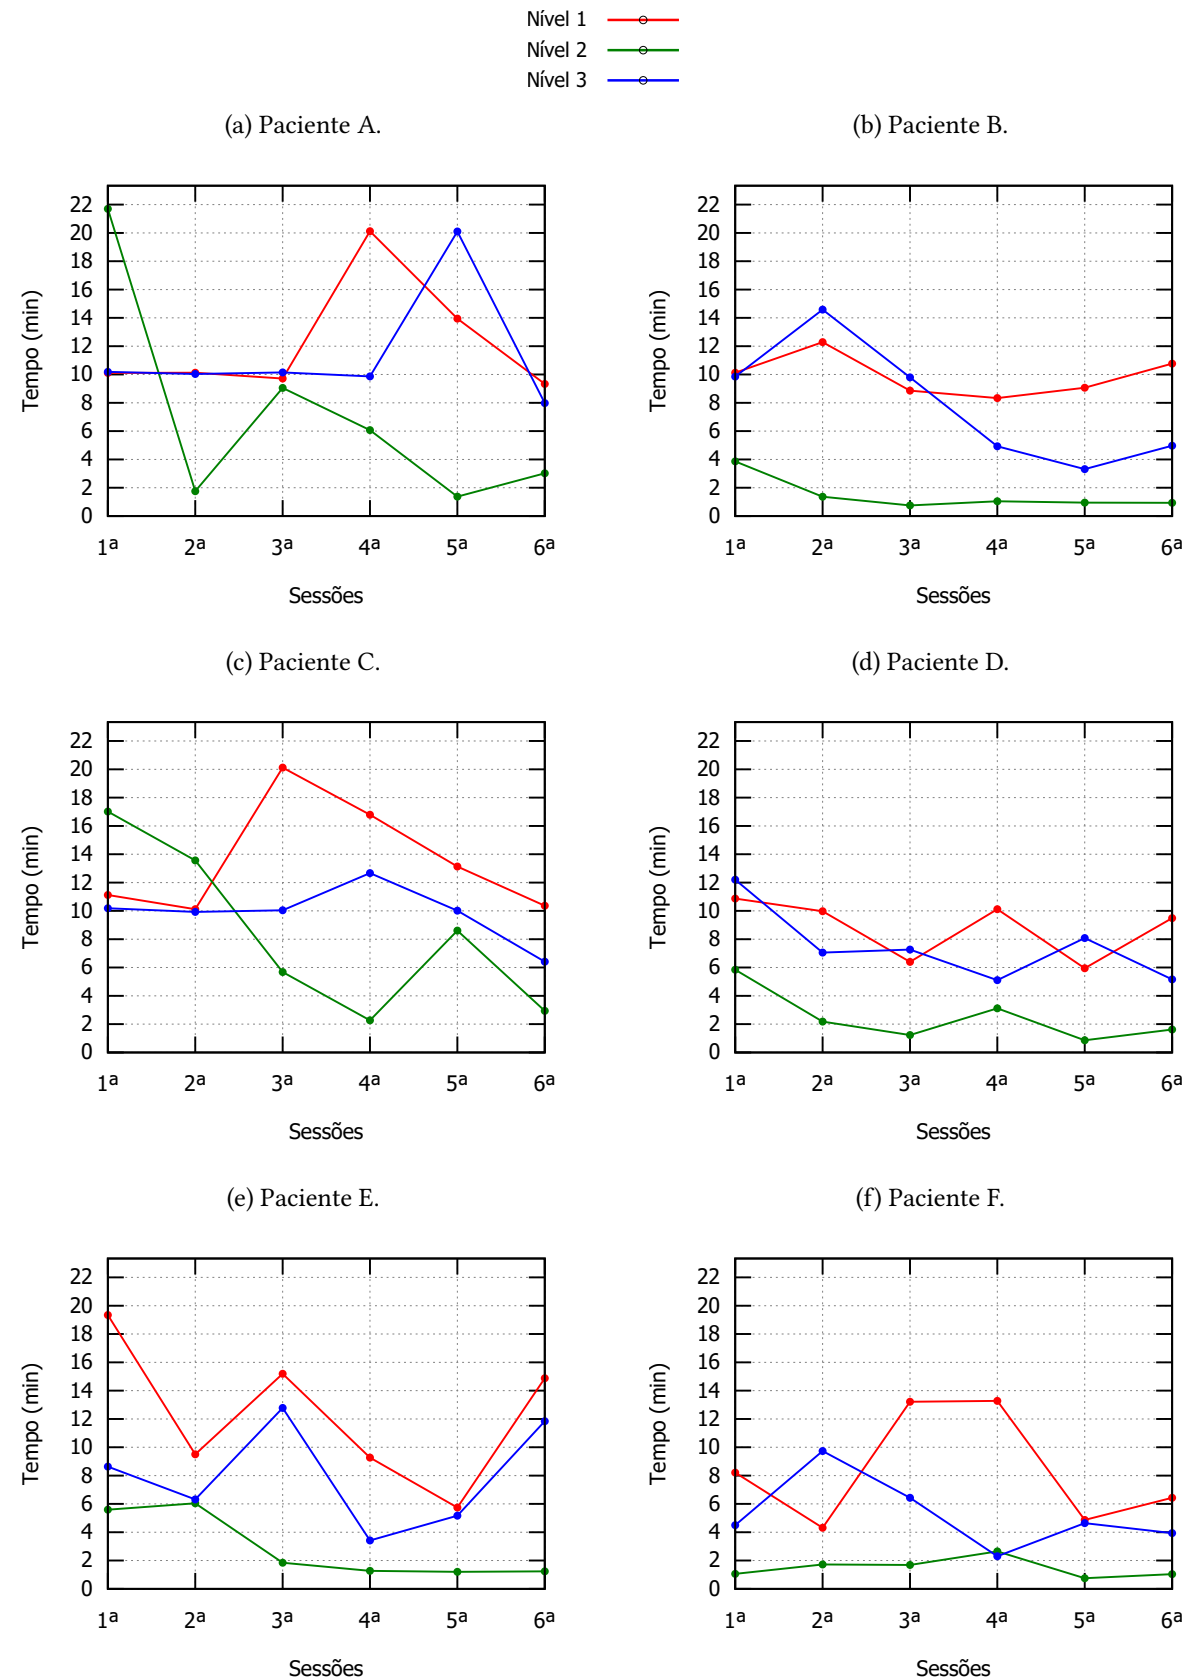 Nível 1
Nível 2
Nível 3
(a) Paciente A.
(b) Paciente B.
22
20
18
16
14
12
10
8
6
4
2
0
Tempo (min)
1ª 2ª 3ª 4ª 5ª 6ª
Sessões
22
20
18
16
14
12
10
8
6
4
2
0
Tempo (min)
1ª 2ª 3ª 4ª 5ª 6ª
Sessões
(c) Paciente C.
(d) Paciente D.
22
20
18
16
14
12
10
8
6
4
2
0
Tempo (min)
1ª 2ª 3ª 4ª 5ª 6ª
Sessões
22
20
18
16
14
12
10
8
6
4
2
0
Tempo (min)
1ª 2ª 3ª 4ª 5ª 6ª
Sessões
(e) Paciente E.
(f) Paciente F.
22
20
18
16
14
12
10
8
6
4
2
0
Tempo (min)
1ª 2ª 3ª 4ª 5ª 6ª
Sessões
22
20
18
16
14
12
10
8
6
4
2
0
Tempo (min)
1ª 2ª 3ª 4ª 5ª 6ª
Sessões